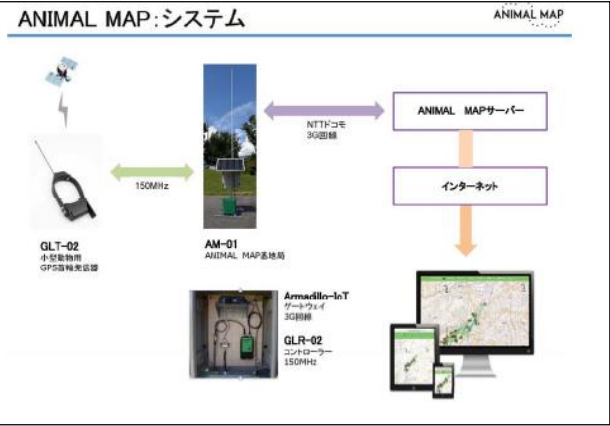 ANIMAL MAP:システム
ANIMAL MAP
NTTドコモ
3G回線
ANIMAL MAPサーバー
150MHz
インターネット
GLT-02
小型動物用
GPS首輪発信器
AM-01
ANIMAL MAP基地局
Armadillo-IoT
ゲートウェイ
3G回線
GLR-02
コントローラー
150MHz